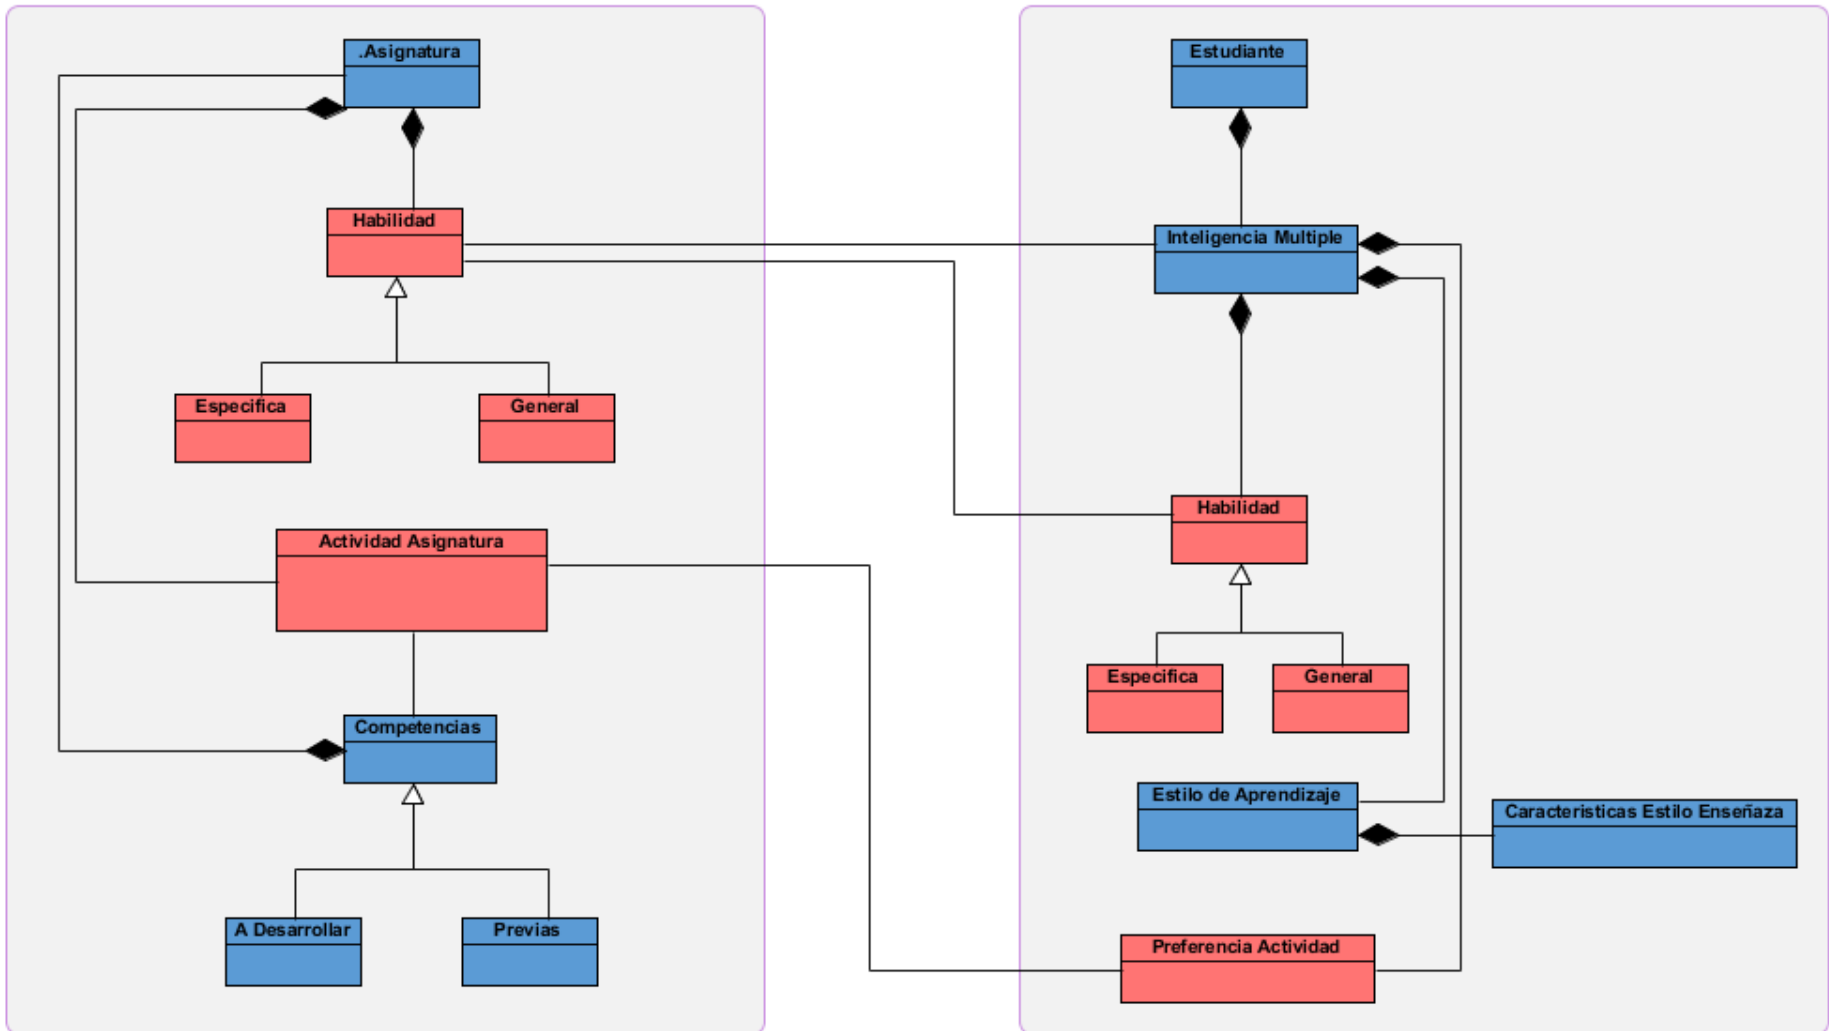 .Asignatura
Habilidad
Especifica
General
Actividad Asignatura
Competencias
A Desarrollar
Previas
Estudiante
Inteligencia Multiple
Habilidad
Especifica
General
Estilo de Aprendizaje
Caracteristicas Estilo Enseñaza
Preferencia Actividad